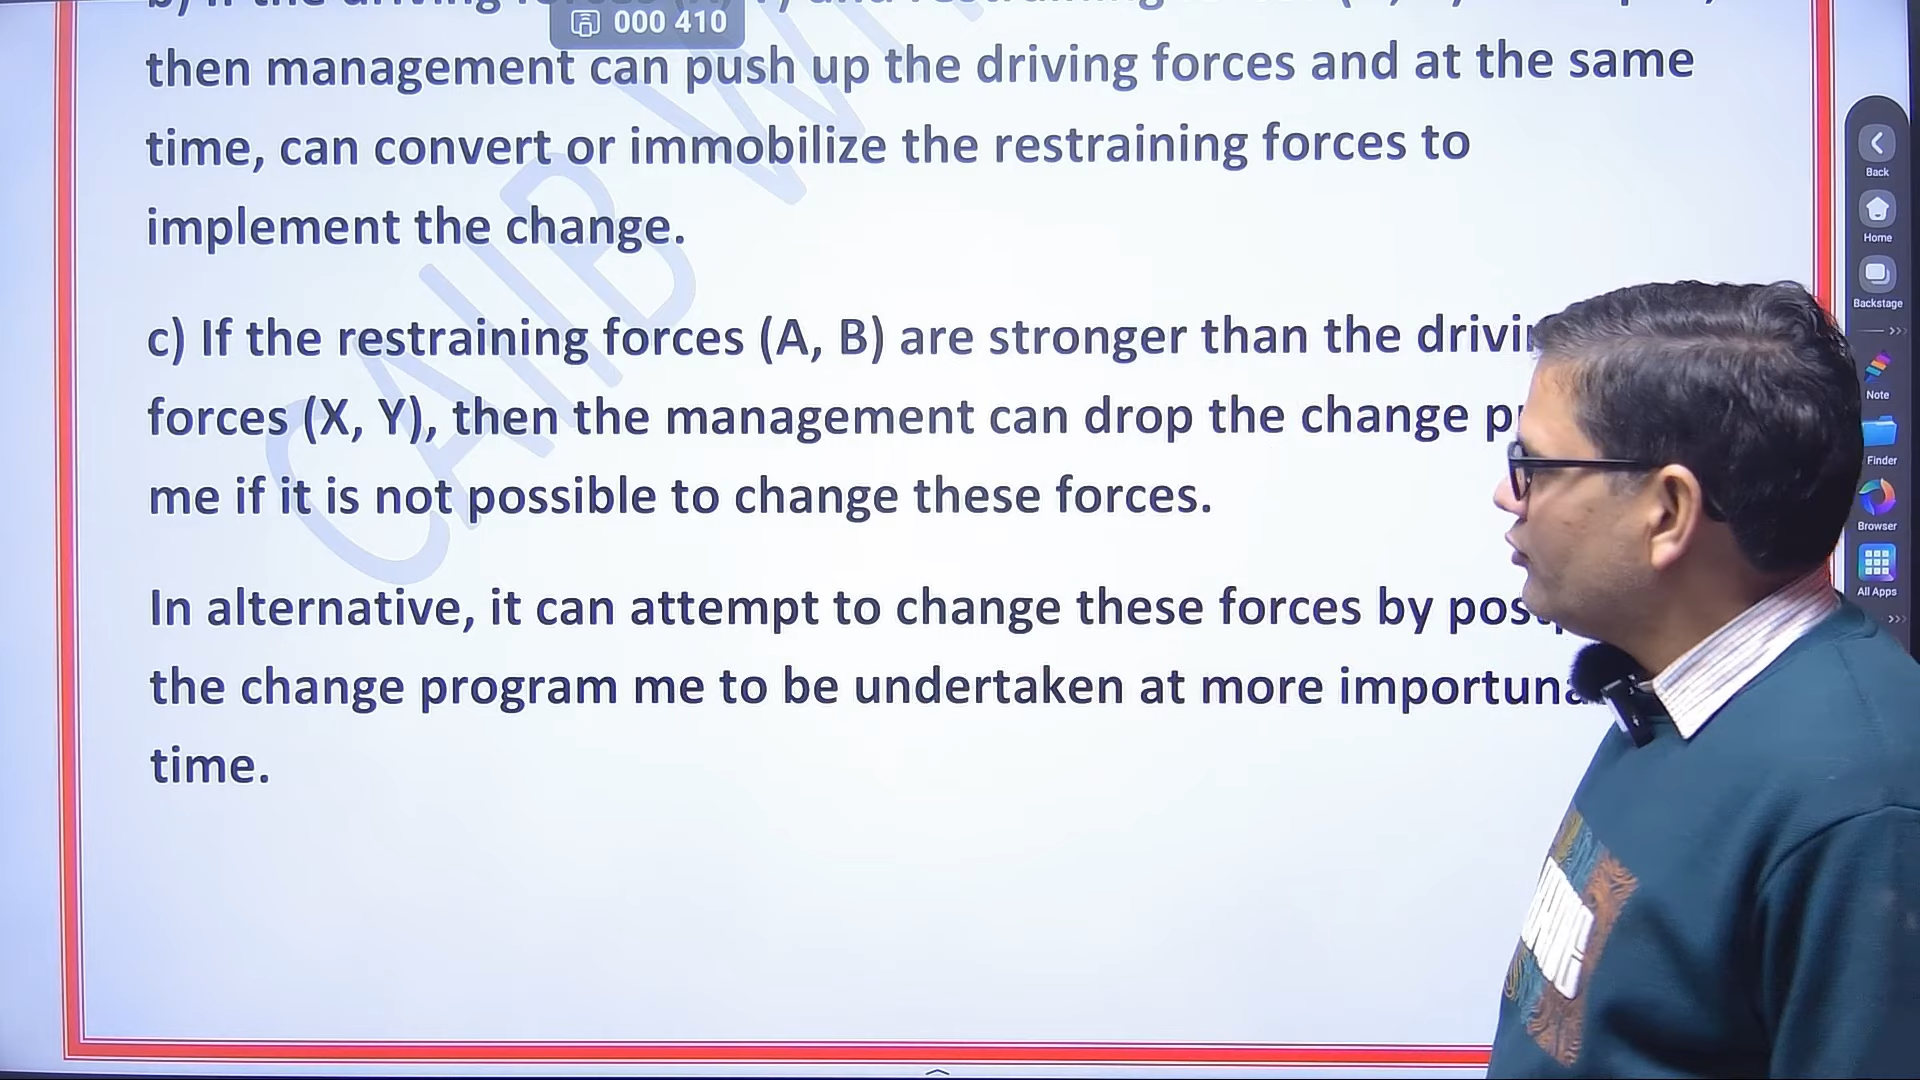 000 410
then management can push up the driving forces and at the same
time, can convert or immobilize the restraining forces to
implement the change.
c) If the restraining forces (A, B) are stronger than the
forces (X, Y), then the management can drop the change
me if it is not possible to change these forces.
In alternative, it can attempt to change these forces by
the change program me to be undertaken at more
time.
CAIIB
Back
Home
Backstage
Note
Finder
Browser
All Apps